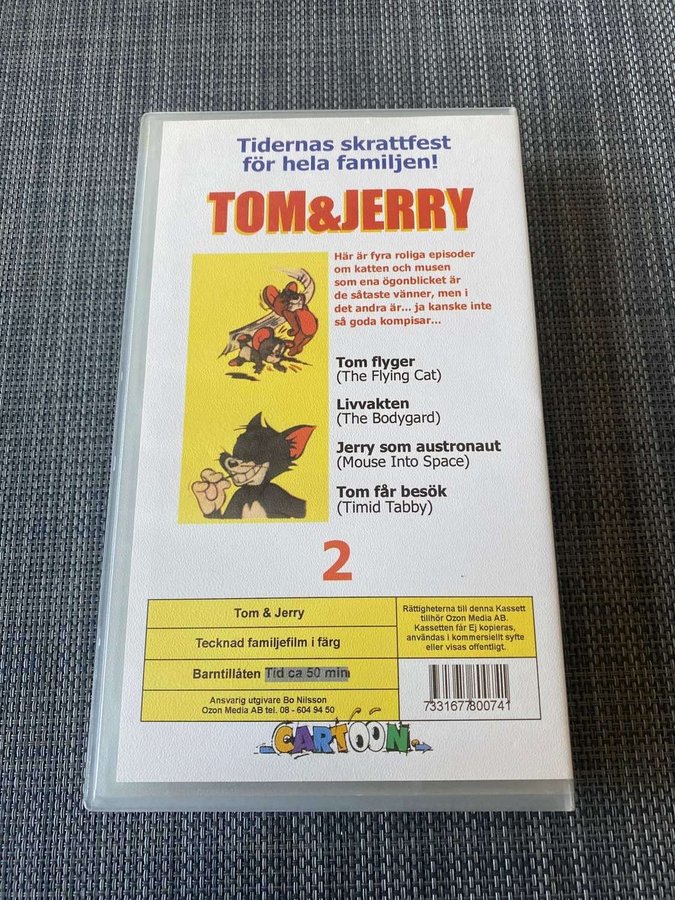 Tidernas skrattfest
för hela familjen!
TOM&JERRY
Här är fyra roliga episoder
om katten och musen
som ena ögonblicket är
de såtaste vänner, men i
det andra är... ja kanske inte
så goda kompisar...
Tom flyger
(The Flying Cat)
Livvakten
(The Bodygard)
Jerry som austronaut
(Mouse Into Space)
Tom får besök
(Timid Tabby)
2
Tom & Jerry
Tecknad familjefilm i färg
Barntillåten Tid ca 50 min
Ansvarig utgivare Bo Nilsson
Ozon Media AB tel. 08 - 604 94 50
Rättigheterna till denna Kassett
tillhör Ozon Media AB.
Kassetten får Ej kopieras,
användas i kommersiellt syfte
eller visas offentligt.
7331677800741
CARTOON